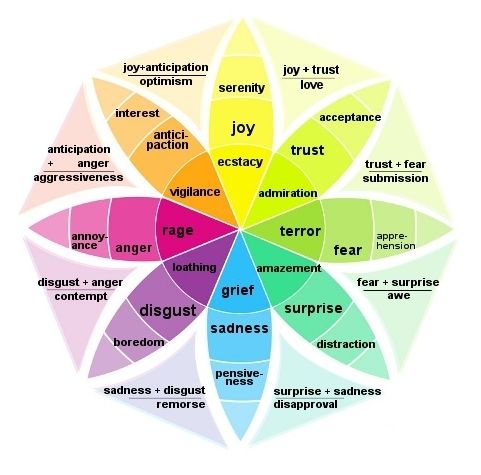 joy+anticipation
optimism
joy + trust
love
serenity
interest
acceptance
joy
antici-
paction
trust
anticipation
+ anger
aggressiveness
ecstacy
trust + fear
submission
vigilance
admiration
annoy-
ance
anger
rage
terror
fear
appre-
hension
loathing
amazement
disgust + anger
contempt
grief
fear + surprise
awe
disgust
surprise
sadness
boredom
distraction
pensive-
ness
sadness + disgust
remorse
surprise + sadness
disapproval